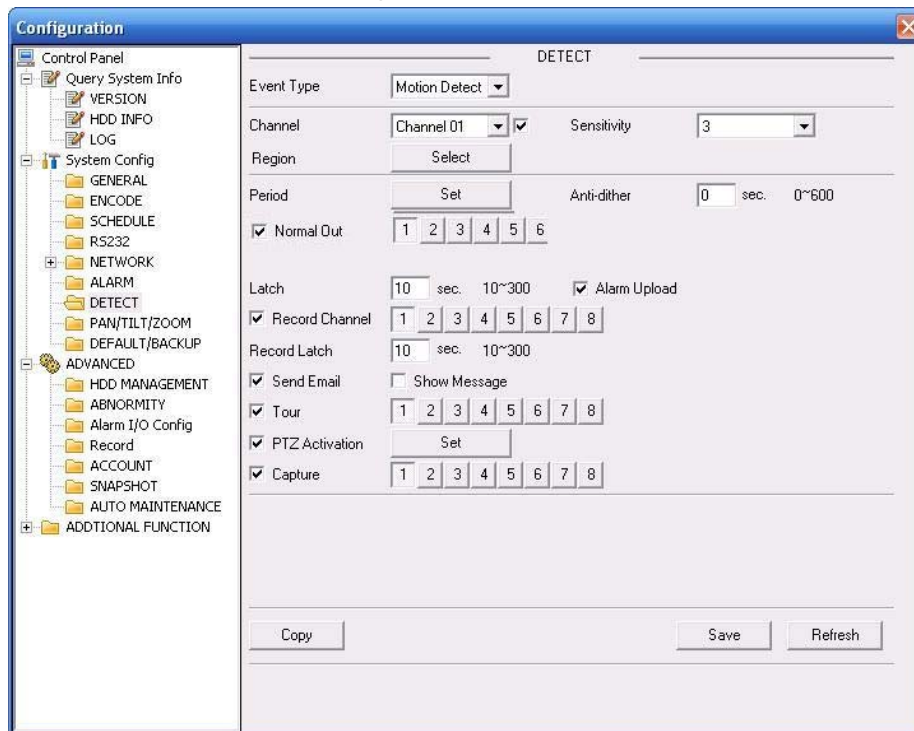 Configuration
Control Panel
Query System Info
VERSION
HDD INFO
LOG
System Config
GENERAL
ENCODE
SCHEDULE
RS232
NETWORK
ALARM
DETECT
PAN/TILT/ZOOM
DEFAULT/BACKUP
ADVANCED
HDD MANAGEMENT
ABNORMITY
Alarm I/O Config
Record
ACCOUNT
SNAPSHOT
AUTO MAINTENANCE
ADDTIONAL FUNCTION
DETECT
Event Type Motion Detect
Channel Channel 01 Sensitivity 3
Region Select
Period Set Anti-dither 0 sec. 0~600
Normal Out 1 2 3 4 5 6
Latch 10 sec. 10~300 Alarm Upload
Record Channel 1 2 3 4 5 6 7 8
Record Latch 10 sec. 10~300
Send Email Show Message
Tour 1 2 3 4 5 6 7 8
PTZ Activation Set
Capture 1 2 3 4 5 6 7 8
Copy Save Refresh